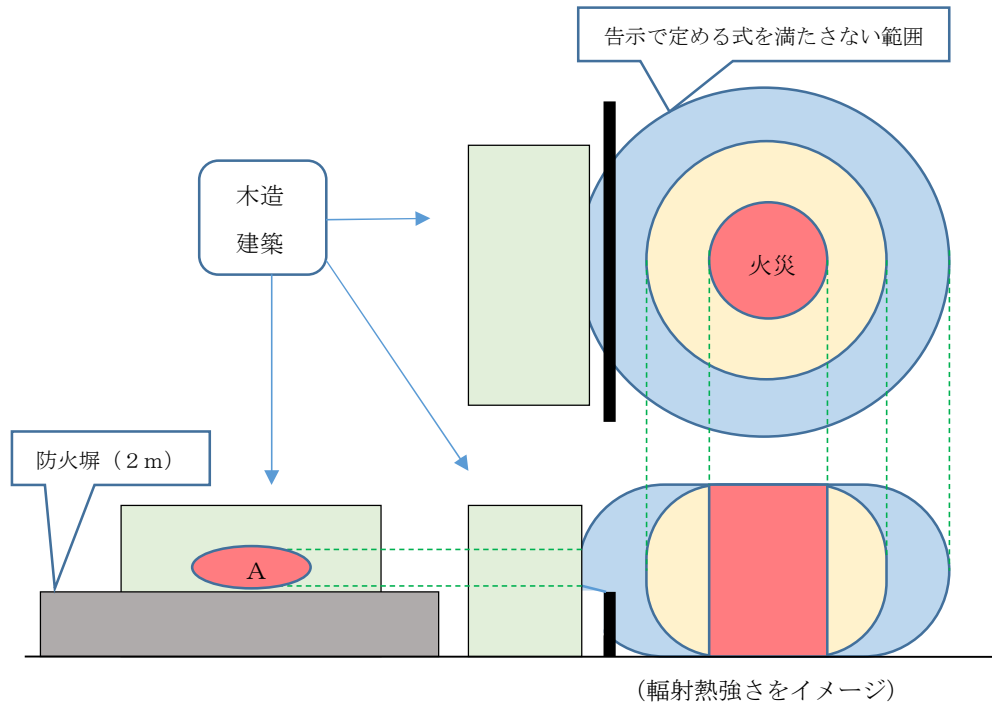 告示で定める式を満たさない範囲
木造
建築
火災
防火塀（２ｍ）
Ａ
（輻射熱強さをイメージ）